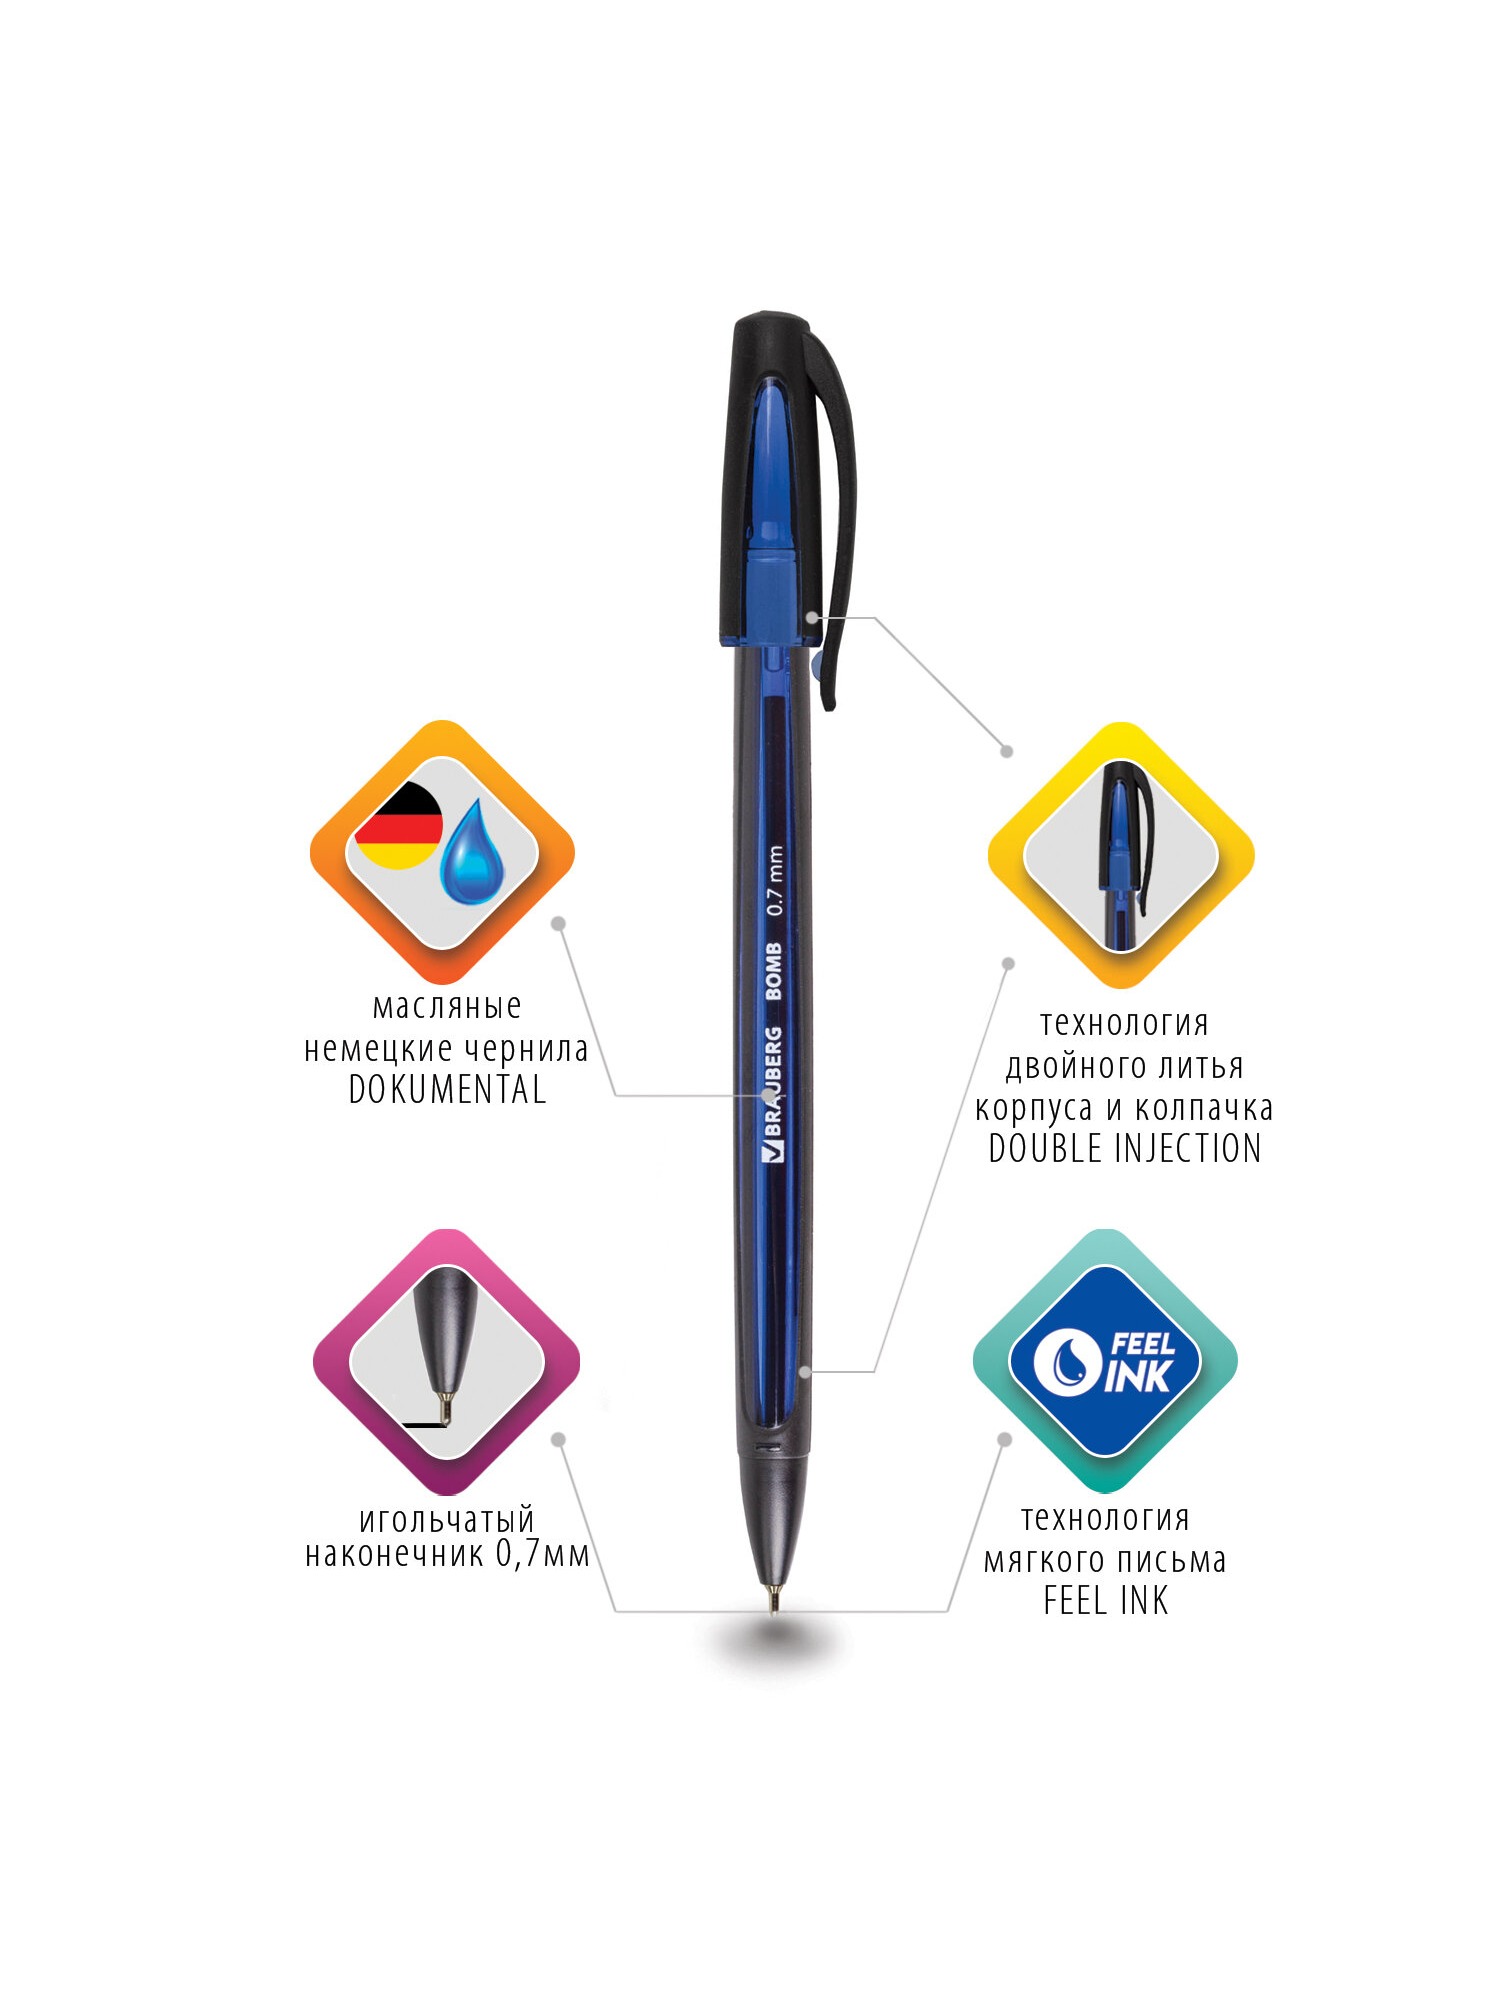 BRAUBERG BOMB 0.7 mm
масляные
немецкие чернила
DOKUMENTAL
технология
двойного литья
корпуса и колпачка
DOUBLE INJECTION
игольчатый
наконечник 0,7мм
FEEL
INK
технология
мягкого письма
FEEL INK